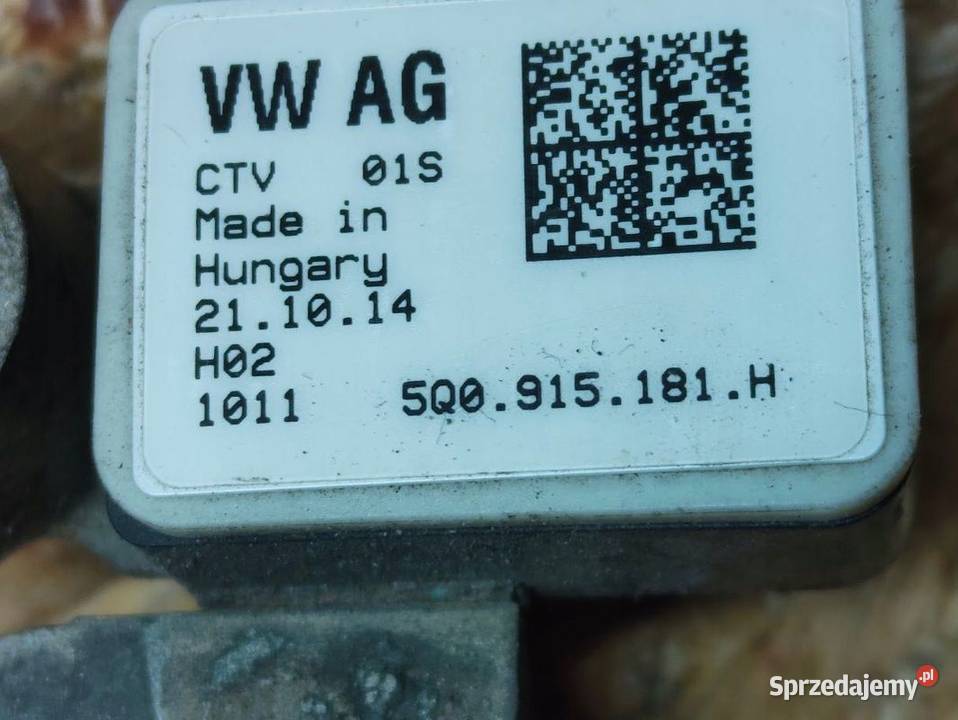 VW AG
CTV 01S
Made in
Hungary
21.10.14
H02
1011 5Q0.915.181.H
Sprzedajemy.pl